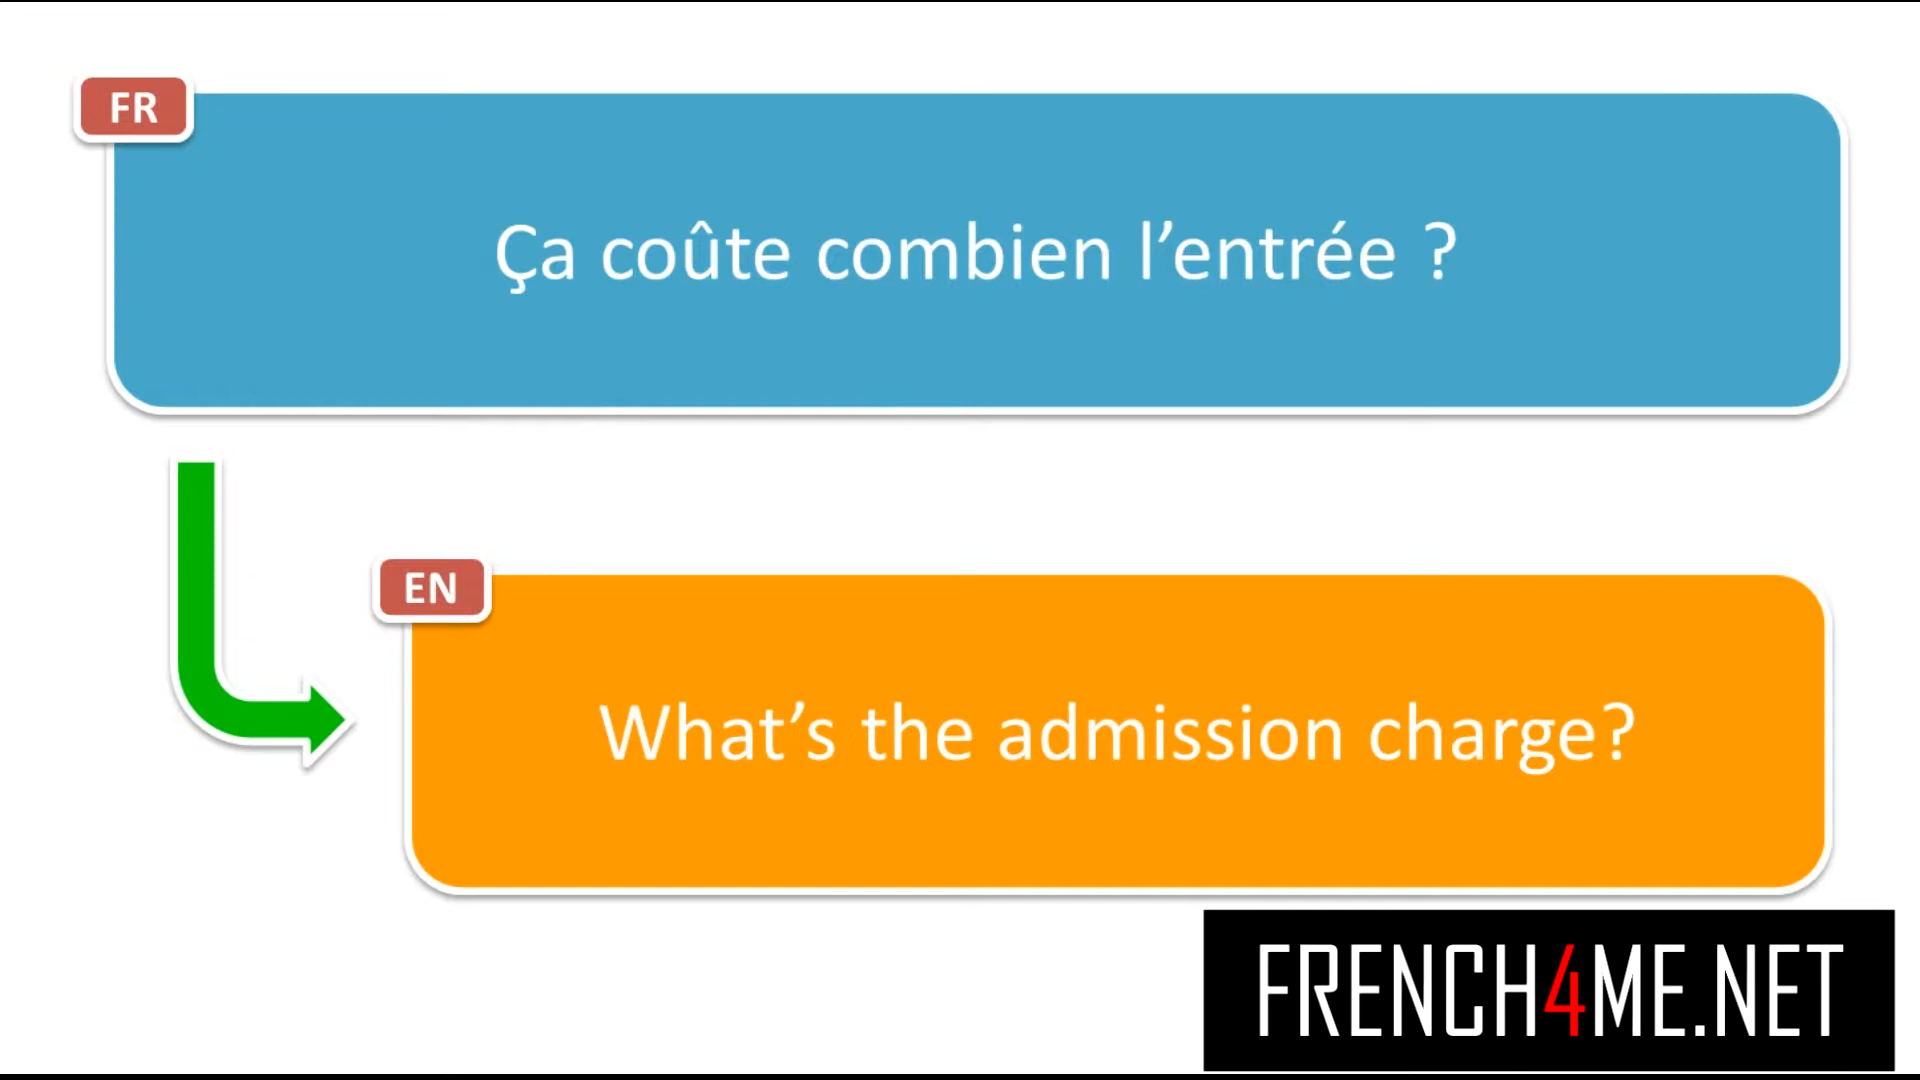 FR
Ça coûte combien l’entrée ?
EN
What’s the admission charge?
FRENCH4ME.NET